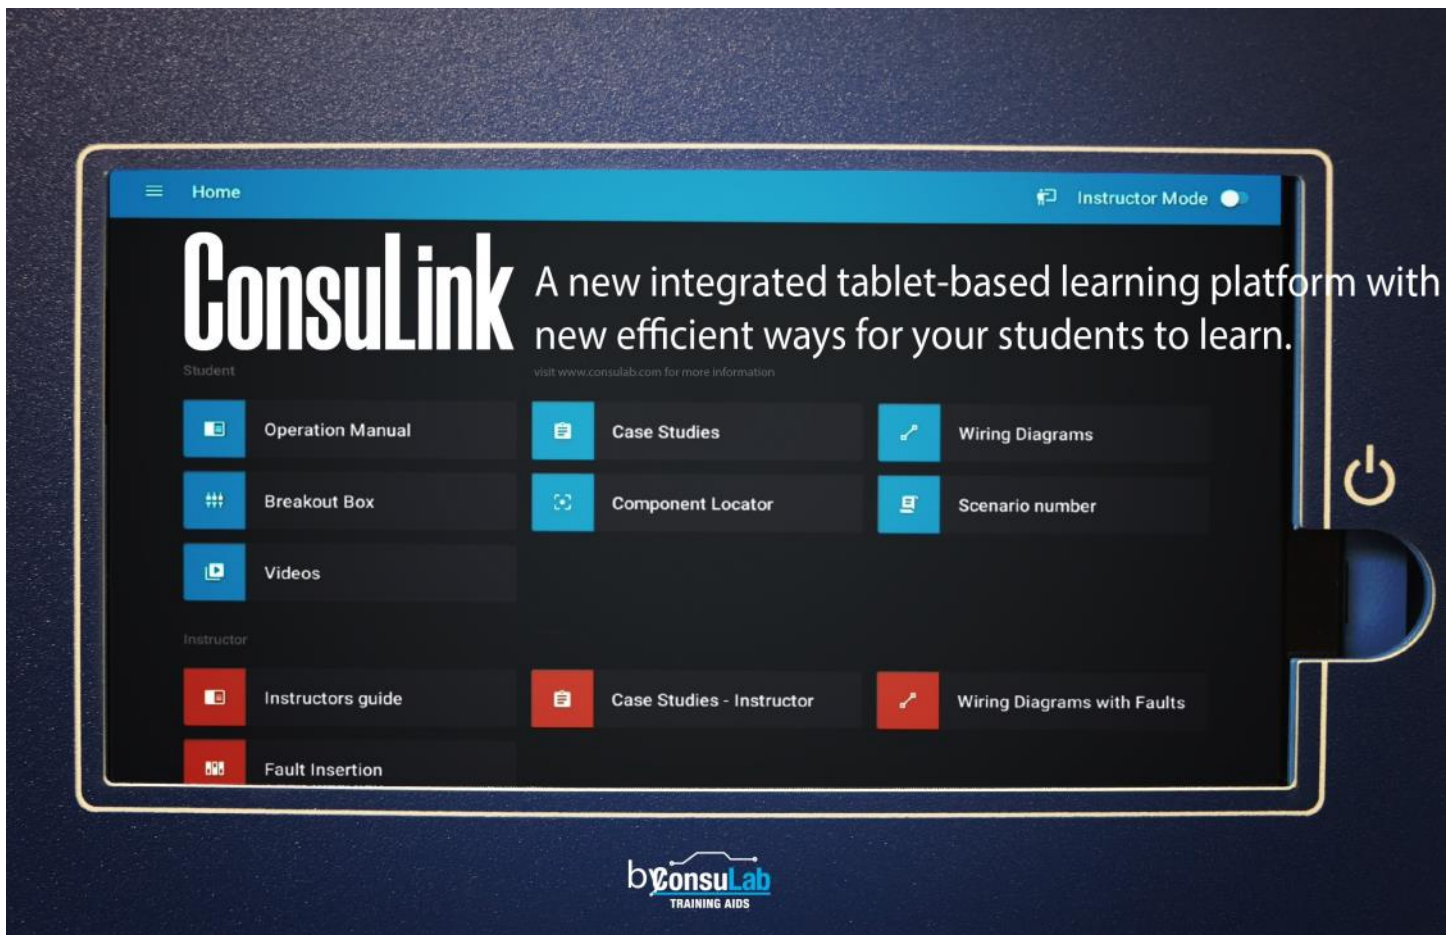 Home
Instructor Mode
ConsuLink
A new integrated tablet-based learning platform with
new efficient ways for your students to learn.
Student
visit www.consulab.com for more information
Operation Manual
Case Studies
Wiring Diagrams
Breakout Box
Component Locator
Scenario number
Videos
Instructor
Instructors guide
Case Studies - Instructor
Wiring Diagrams with Faults
Fault Insertion
by ConsuLab
TRAINING AIDS